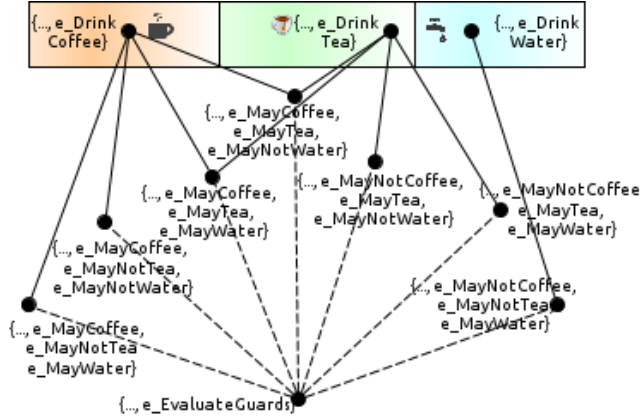 {..., e_Drink
Coffee}
{..., e_Drink
Tea}
{..., e_Drink
Water}
{..., e_MayCoffee,
e_MayTea,
e_MayNotWater}
{..., e_MayCoffee,
e_MayTea,
e_MayWater}
{..., e_MayNotCoffee,
e_MayTea,
e_MayNotWater}
{..., e_MayNotCoffee
e_MayTea,
e_MayWater}
{..., e_MayCoffee,
e_MayNotTea,
e_MayNotWater}
{..., e_MayNotCoffee,
e_MayNotTea
e_MayWater}
{..., e_MayCoffee,
e_MayNotTea
e_MayWater}
{..., e_EvaluateGuards}